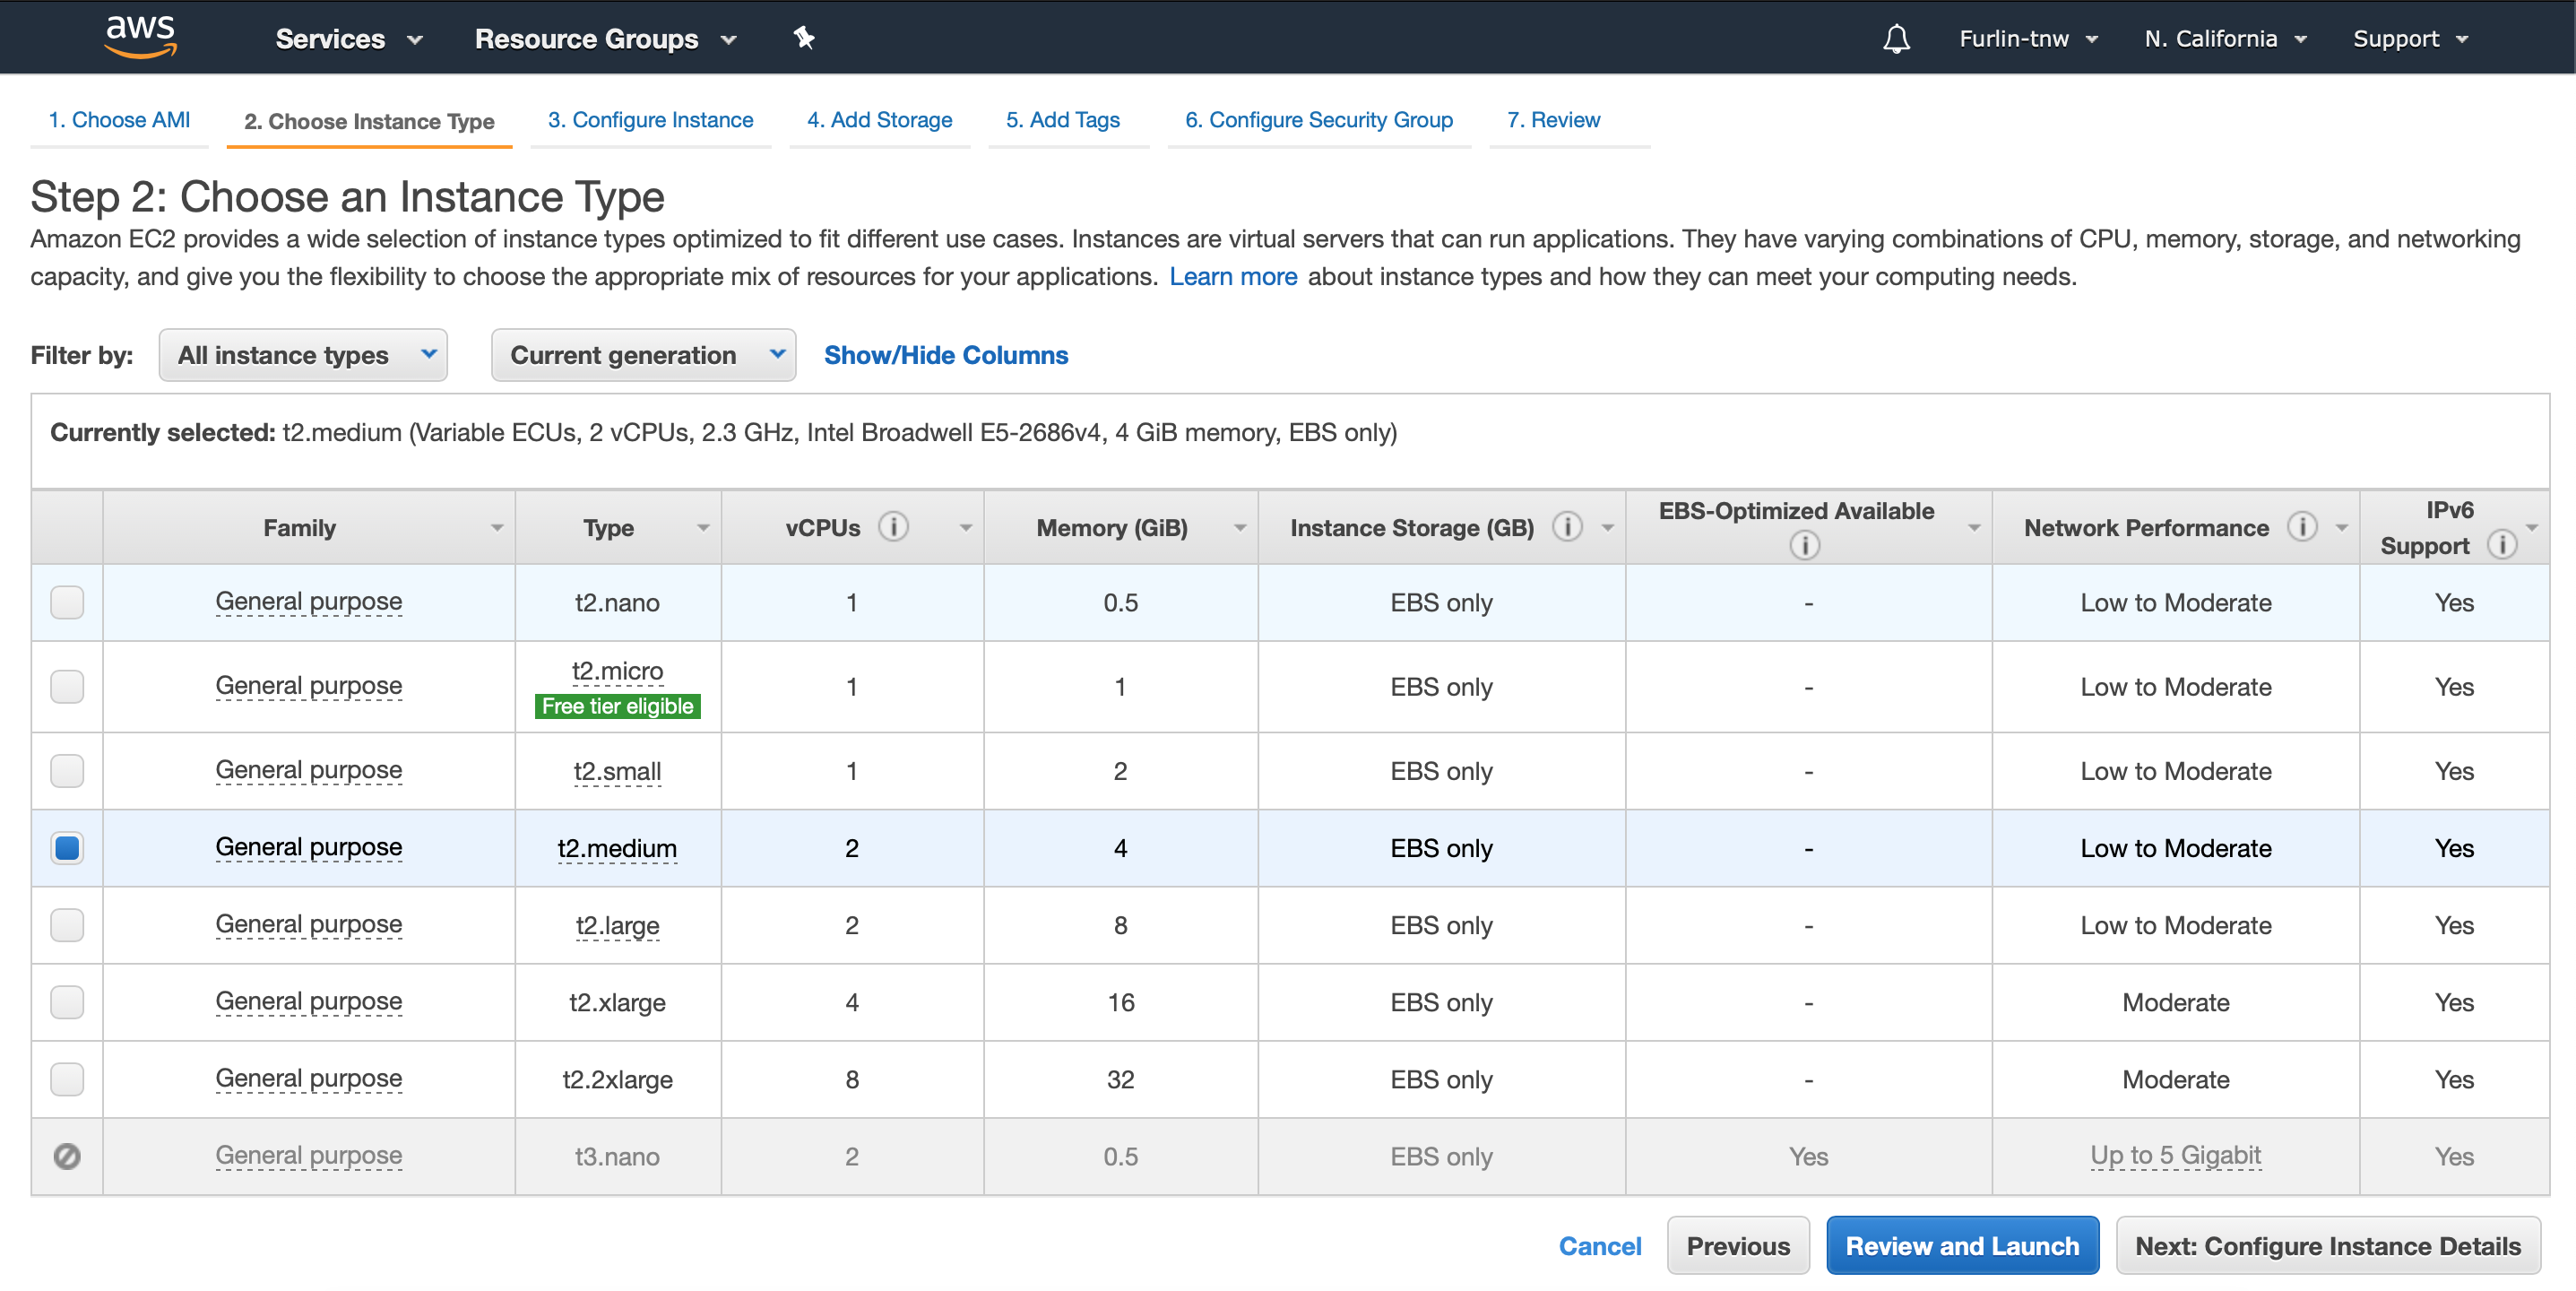 aws Services Resource Groups Furlin-tnw N. California Support
1. Choose AMI 2. Choose Instance Type 3. Configure Instance 4. Add Storage 5. Add Tags 6. Configure Security Group 7. Review
Step 2: Choose an Instance Type
Amazon EC2 provides a wide selection of instance types optimized to fit different use cases. Instances are virtual servers that can run applications. They have varying combinations of CPU, memory, storage, and networking
capacity, and give you the flexibility to choose the appropriate mix of resources for your applications. Learn more about instance types and how they can meet your computing needs.
Filter by: All instance types Current generation Show/Hide Columns
Currently selected: t2.medium (Variable ECUs, 2 vCPUs, 2.3 GHz, Intel Broadwell E5-2686v4, 4 GiB memory, EBS only)
Family Type vCPUs i Memory (GiB) Instance Storage (GB) i EBS-Optimized Available i Network Performance i IPv6 Support i
General purpose t2.nano 1 0.5 EBS only - Low to Moderate Yes
General purpose t2.micro 1 1 EBS only - Low to Moderate Yes
Free tier eligible
General purpose t2.small 1 2 EBS only - Low to Moderate Yes
General purpose t2.medium 2 4 EBS only - Low to Moderate Yes
General purpose t2.large 2 8 EBS only - Low to Moderate Yes
General purpose t2.xlarge 4 16 EBS only - Moderate Yes
General purpose t2.2xlarge 8 32 EBS only - Moderate Yes
General purpose t3.nano 2 0.5 EBS only Yes Up to 5 Gigabit Yes
Cancel Previous Review and Launch Next: Configure Instance Details